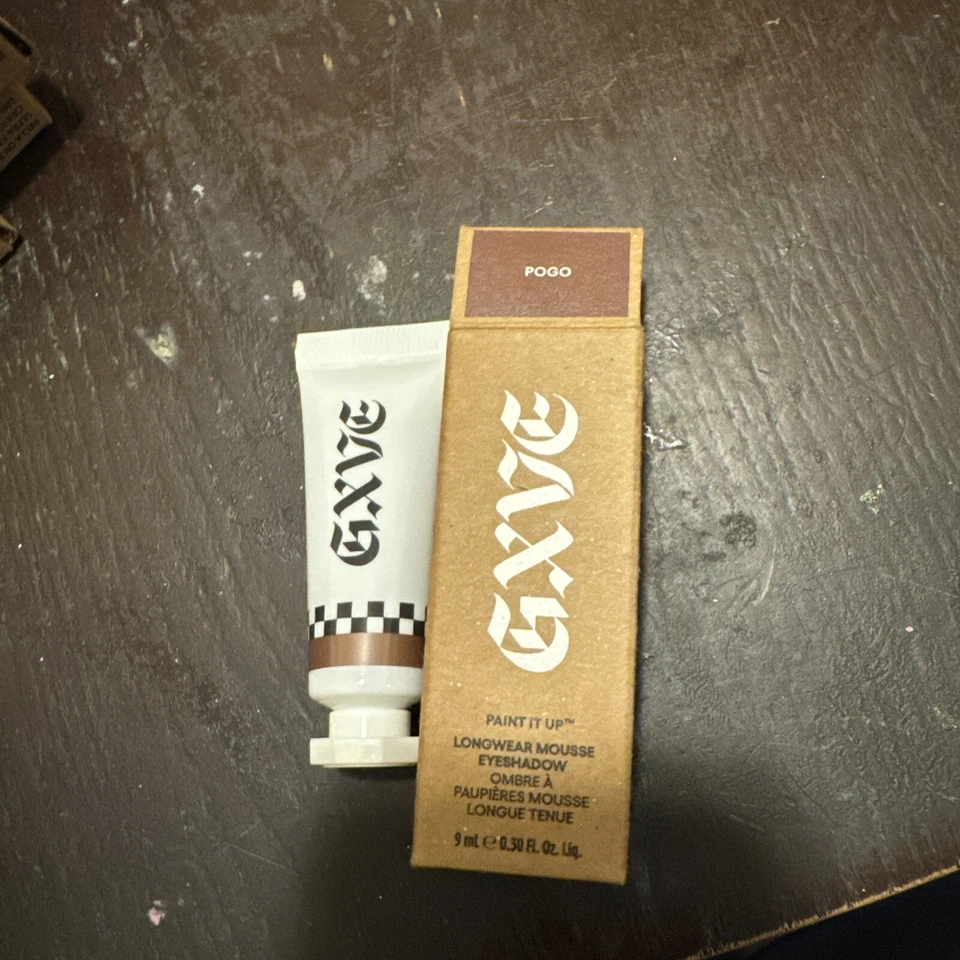 POGO
GXVE
GXVE
PAINT IT UP™
LONGWEAR MOUSSE
EYESHADOW
OMBRE À
PAUPIÈRES MOUSSE
LONGUE TENUE
9 mL ℮ 0.30 Fl. Oz. Liq.